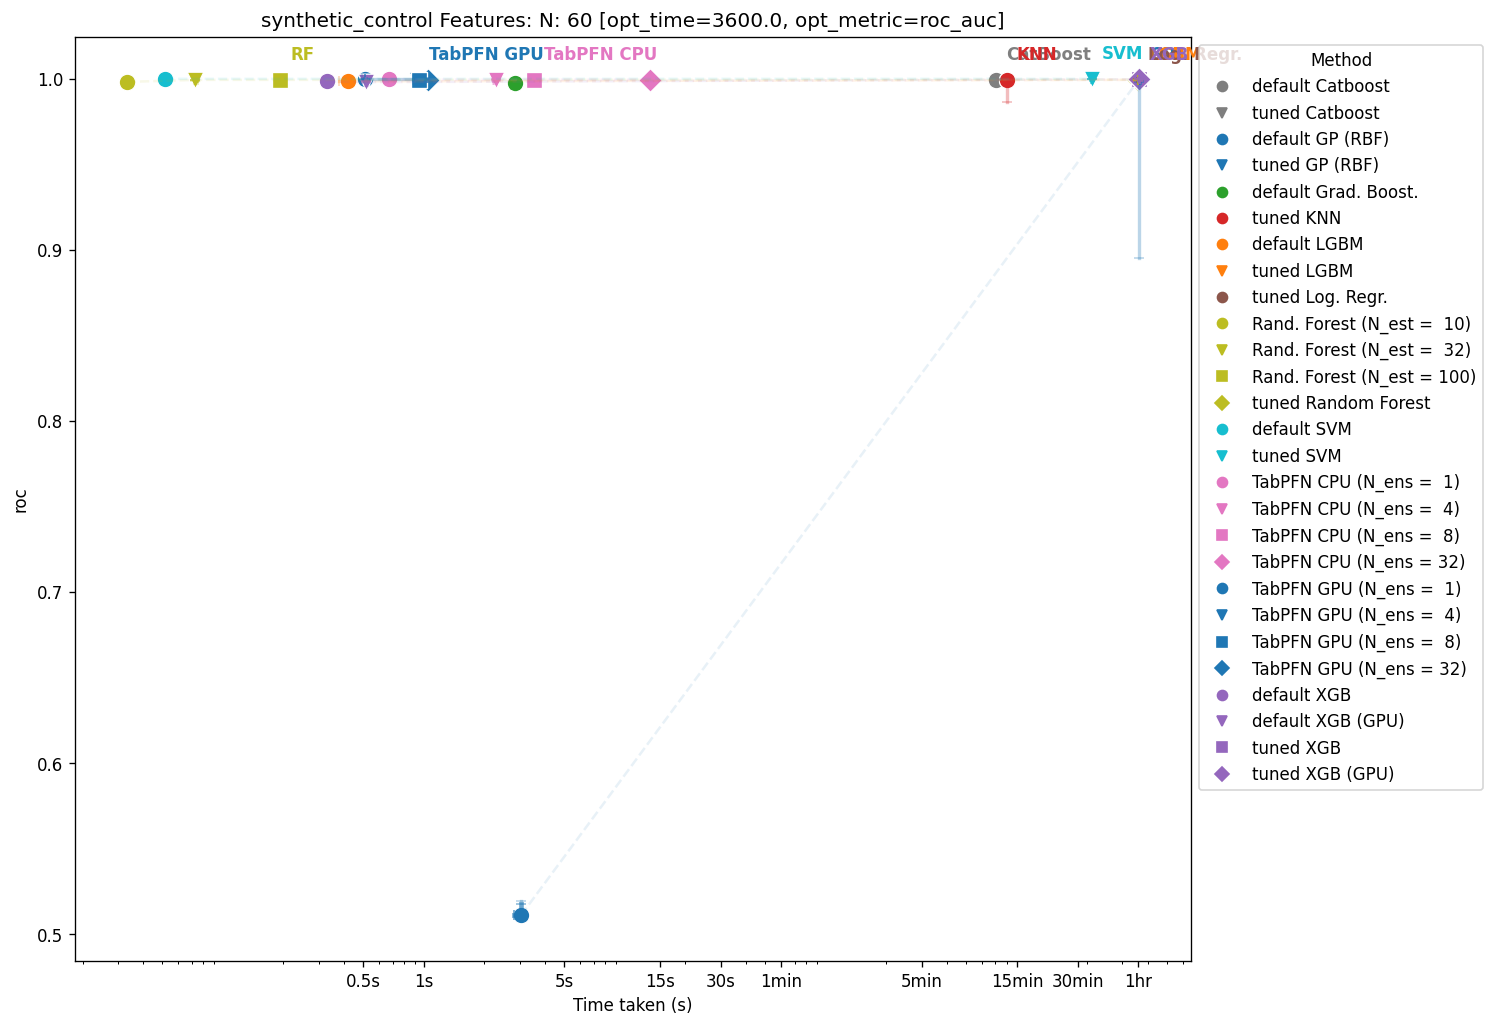 synthetic_control Features: N: 60 [opt_time=3600.0, opt_metric=roc_auc]
RF
TabPFN GPU
TabPFN CPU
Catboost
KNN
SVM
XGB
Regr.
1.0
0.9
0.8
0.7
0.6
0.5
roc
0.5s
1s
5s
15s
30s
1min
5min
15min
30min
1hr
Time taken (s)
Method
default Catboost
tuned Catboost
default GP (RBF)
tuned GP (RBF)
default Grad. Boost.
tuned KNN
default LGBM
tuned LGBM
tuned Log. Regr.
Rand. Forest (N_est =  10)
Rand. Forest (N_est =  32)
Rand. Forest (N_est = 100)
tuned Random Forest
default SVM
tuned SVM
TabPFN CPU (N_ens =  1)
TabPFN CPU (N_ens =  4)
TabPFN CPU (N_ens =  8)
TabPFN CPU (N_ens = 32)
TabPFN GPU (N_ens =  1)
TabPFN GPU (N_ens =  4)
TabPFN GPU (N_ens =  8)
TabPFN GPU (N_ens = 32)
default XGB
default XGB (GPU)
tuned XGB
tuned XGB (GPU)